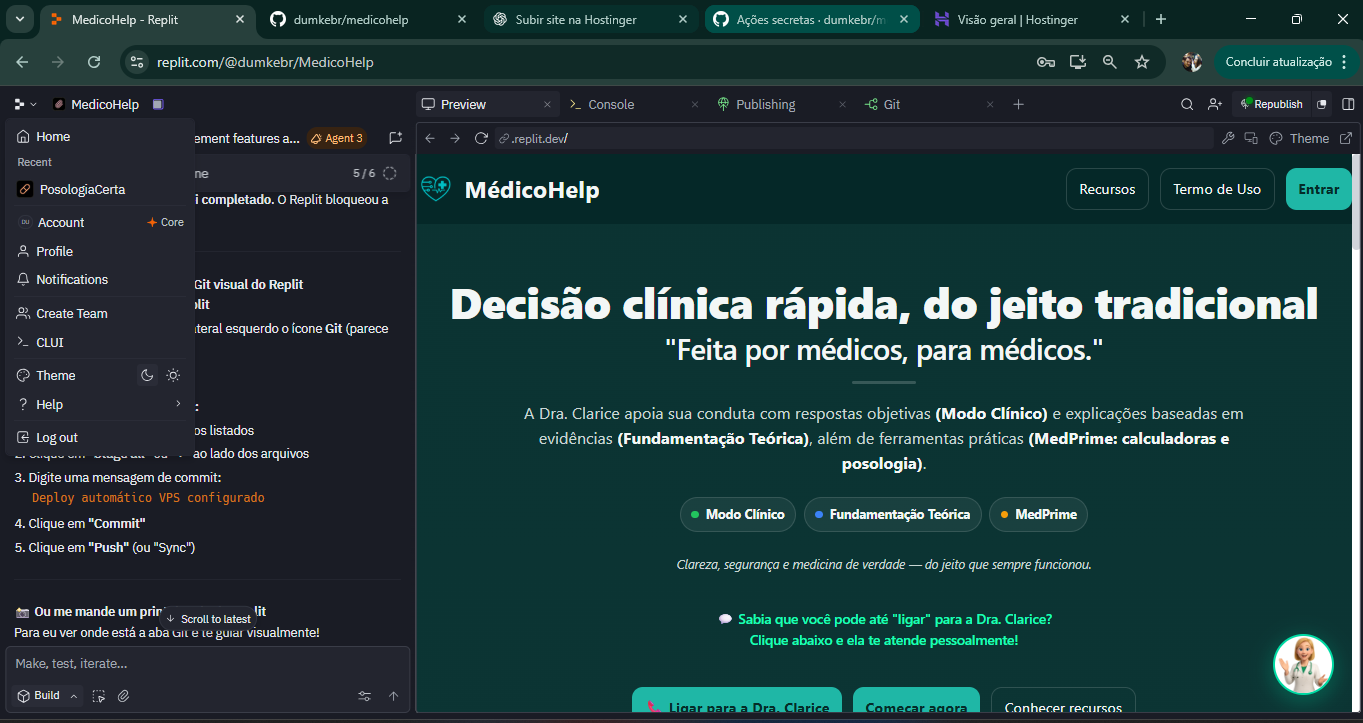 MedicoHelp - Replit
dumkebr/medicohelp
Subir site na Hostinger
Ações secretas · dumkebr/m
Visão geral | Hostinger
replit.com/@dumkebr/MedicoHelp
Concluir atualização
MedicoHelp
Preview
Console
Publishing
Git
Republish
Home
Recent
PosologiaCerta
Account
Core
Profile
Notifications
Create Team
CLUI
Theme
Help
Log out
ement features a...
Agent 3
ne
5 / 6
i completado. O Replit bloqueou a
Git visual do Replit
plit
ateral esquerdo o ícone Git (parece
:
os listados
ao lado dos arquivos
3. Digite uma mensagem de commit:
Deploy automático VPS configurado
4. Clique em "Commit"
5. Clique em "Push" (ou "Sync")
Ou me mande um prin
lit
Scroll to latest
Para eu ver onde está a aba Git e te guiar visualmente!
Make, test, iterate...
Build
.replit.dev/
Theme
MédicoHelp
Recursos
Termo de Uso
Entrar
Decisão clínica rápida, do jeito tradicional
"Feita por médicos, para médicos."
A Dra. Clarice apoia sua conduta com respostas objetivas (Modo Clínico) e explicações baseadas em
evidências (Fundamentação Teórica), além de ferramentas práticas (MedPrime: calculadoras e
posologia).
Modo Clínico
Fundamentação Teórica
MedPrime
Clareza, segurança e medicina de verdade — do jeito que sempre funcionou.
Sabia que você pode até "ligar" para a Dra. Clarice?
Clique abaixo e ela te atende pessoalmente!
Ligar para a Dra. Clarice
Começar agora
Conhecer recursos